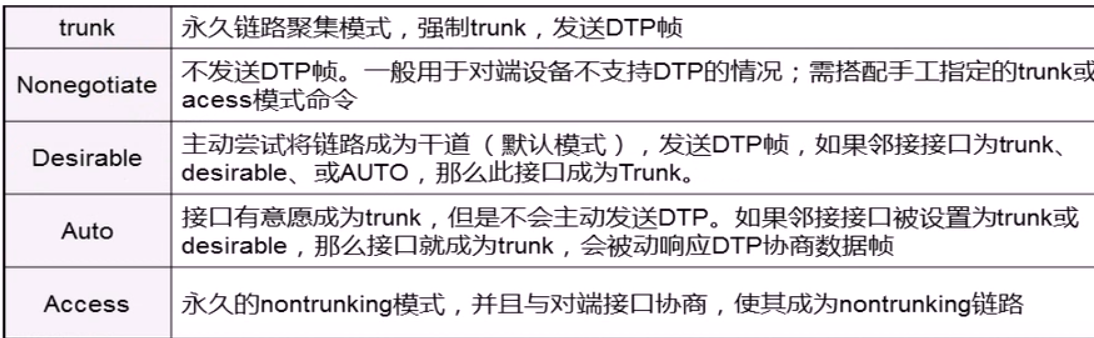 trunk
永久链路聚集模式，强制trunk，发送DTP帧
Nonegotiate
不发送DTP帧。一般用于对端设备不支持DTP的情况；需搭配手工指定的trunk或
acess模式命令
Desirable
主动尝试将链路成为干道（默认模式），发送DTP帧，如果邻接接口为trunk、
desirable、或AUTO，那么此接口成为Trunk。
Auto
接口有意愿成为trunk，但是不会主动发送DTP。如果邻接接口被设置为trunk或
desirable，那么接口就成为trunk，会被动响应DTP协商数据帧
Access
永久的nontrunking模式，并且与对端接口协商，使其成为nontrunking链路